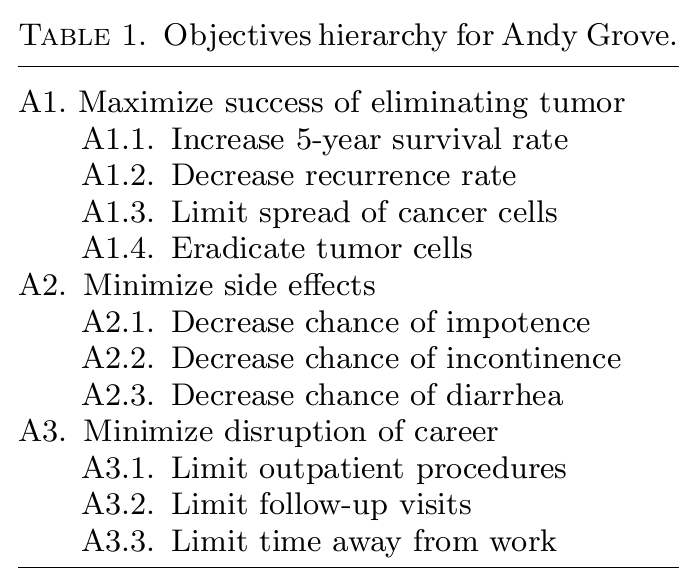 TABLE 1. Objectives hierarchy for Andy Grove.
A1. Maximize success of eliminating tumor
A1.1. Increase 5-year survival rate
A1.2. Decrease recurrence rate
A1.3. Limit spread of cancer cells
A1.4. Eradicate tumor cells
A2. Minimize side effects
A2.1. Decrease chance of impotence
A2.2. Decrease chance of incontinence
A2.3. Decrease chance of diarrhea
A3. Minimize disruption of career
A3.1. Limit outpatient procedures
A3.2. Limit follow-up visits
A3.3. Limit time away from work